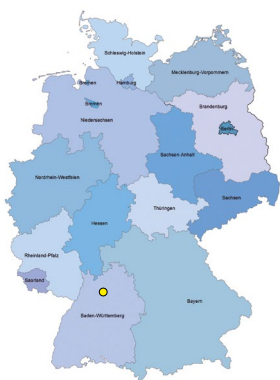 Schleswig-Holstein
Mecklenburg-Vorpommern
Bremen
Hamburg
Bremen
Brandenburg
Niedersachsen
Berlin
Sachsen-Anhalt
Nordrhein-Westfalen
Sachsen
Hessen
Thüringen
Rheinland-Pfalz
Saarland
Bayern
Baden-Württemberg